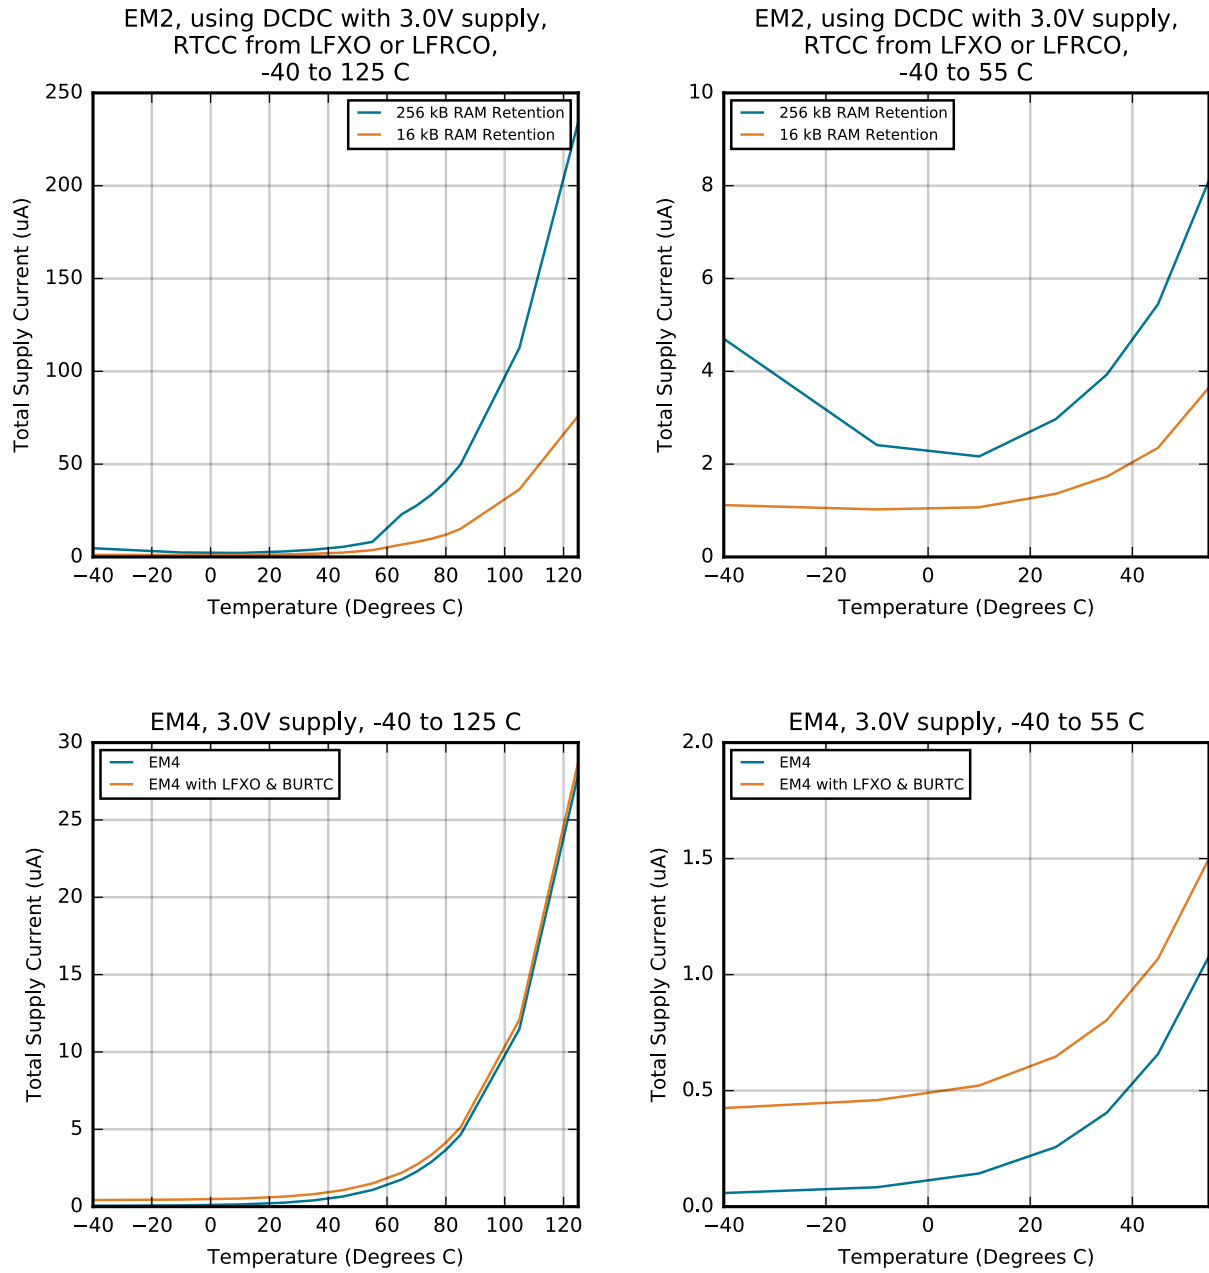 EM2, using DCDC with 3.0V supply,
RTCC from LFXO or LFRCO,
-40 to 125 C
250
200
150
100
50
0
Total Supply Current (uA)
256 kB RAM Retention
16 kB RAM Retention
−40 −20 0 20 40 60 80 100 120
Temperature (Degrees C)
EM2, using DCDC with 3.0V supply,
RTCC from LFXO or LFRCO,
-40 to 55 C
10
8
6
4
2
0
Total Supply Current (uA)
256 kB RAM Retention
16 kB RAM Retention
−40 −20 0 20 40
Temperature (Degrees C)
EM4, 3.0V supply, -40 to 125 C
30
25
20
15
10
5
0
Total Supply Current (uA)
EM4
EM4 with LFXO & BURTC
−40 −20 0 20 40 60 80 100 120
Temperature (Degrees C)
EM4, 3.0V supply, -40 to 55 C
2.0
1.5
1.0
0.5
0.0
Total Supply Current (uA)
EM4
EM4 with LFXO & BURTC
−40 −20 0 20 40
Temperature (Degrees C)